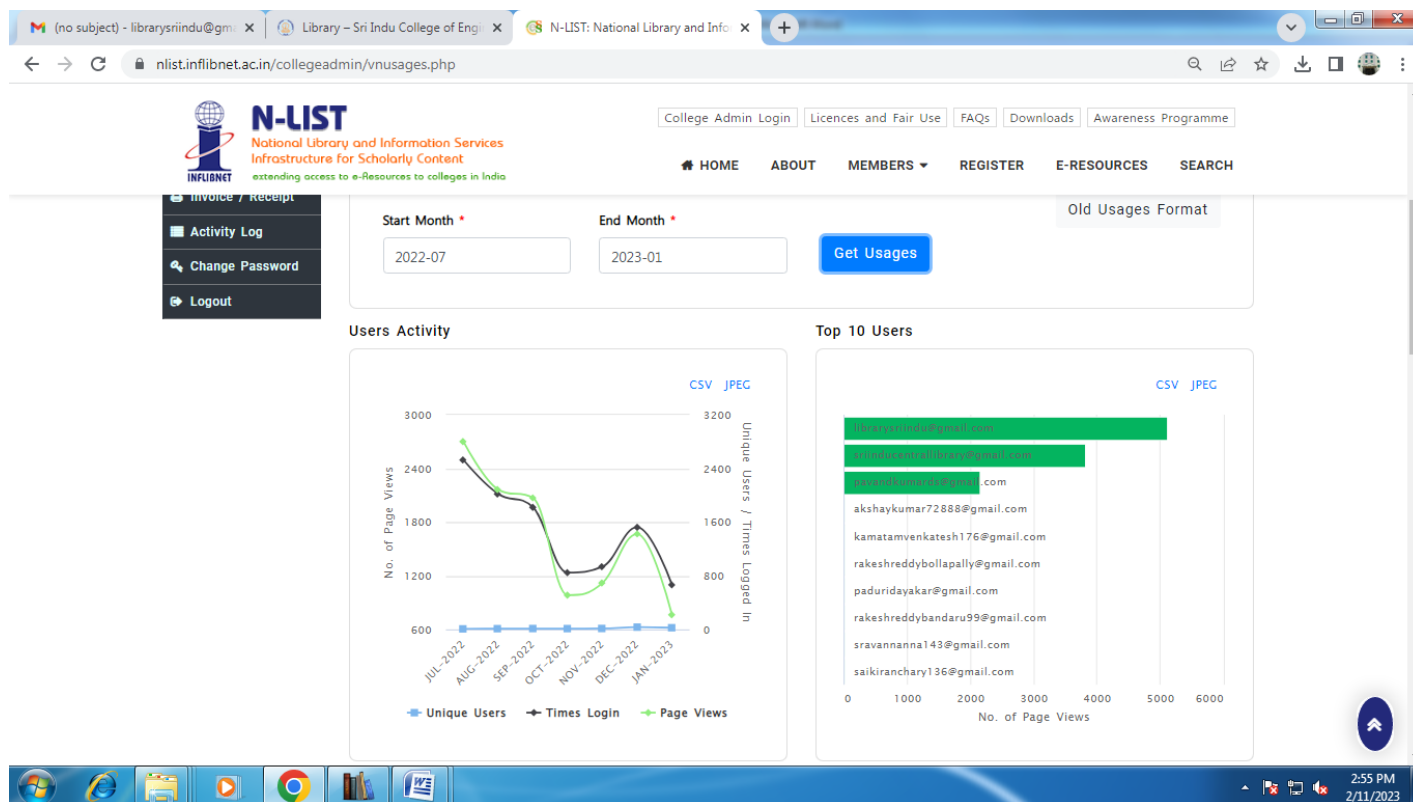 (no subject) - librarysriindu@gm
Library – Sri Indu College of Engi
N-LIST: National Library and Info
nlist.inflibnet.ac.in/collegeadmin/vnusages.php
INFLIBNET
N-LIST
National Library and Information Services
Infrastructure for Scholarly Content
extending access to e-Resources to colleges in India
College Admin Login Licences and Fair Use FAQs Downloads Awareness Programme
HOME ABOUT MEMBERS REGISTER E-RESOURCES SEARCH
Invoice / Receipt
Activity Log
Change Password
Logout
Start Month *
End Month *
Old Usages Format
2022-07
2023-01
Get Usages
Users Activity
CSV JPEG
3000
2400
1800
1200
600
No. of Page Views
3200
2400
1600
800
0
Unique Users / Times Logged In
JUL-2022
AUG-2022
SEP-2022
OCT-2022
NOV-2022
DEC-2022
JAN-2023
Unique Users Times Login Page Views
Top 10 Users
CSV JPEG
librarysriindu@gmail.com
sriinducentrallibrary@gmail.com
pavandkumards@gmail.com
akshaykumar72888@gmail.com
kamatamvenkatesh176@gmail.com
rakeshreddybollapally@gmail.com
paduridayakar@gmail.com
rakeshreddybandaru99@gmail.com
sravannanna143@gmail.com
saikiranchary136@gmail.com
0 1000 2000 3000 4000 5000 6000
No. of Page Views
2:55 PM
2/11/2023